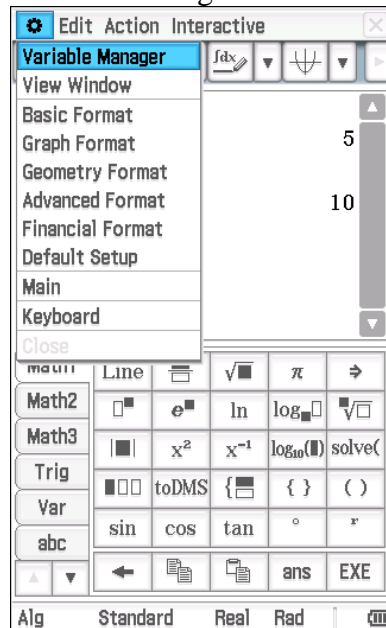 Edit Action Interactive
Variable Manager
View Window
Basic Format
Graph Format
Geometry Format
Advanced Format
Financial Format
Default Setup
Main
Keyboard
Close
∫dx
5
10
Math1 Line √■ π ⇒
Math2 □■ e■ ln log■□ ■√□
Math3 |■| x² x⁻¹ log₁₀(■) solve(
Trig ■□□ toDMS {■ { } ( )
Var sin cos tan ° r
abc
ans EXE
Alg Standard Real Rad